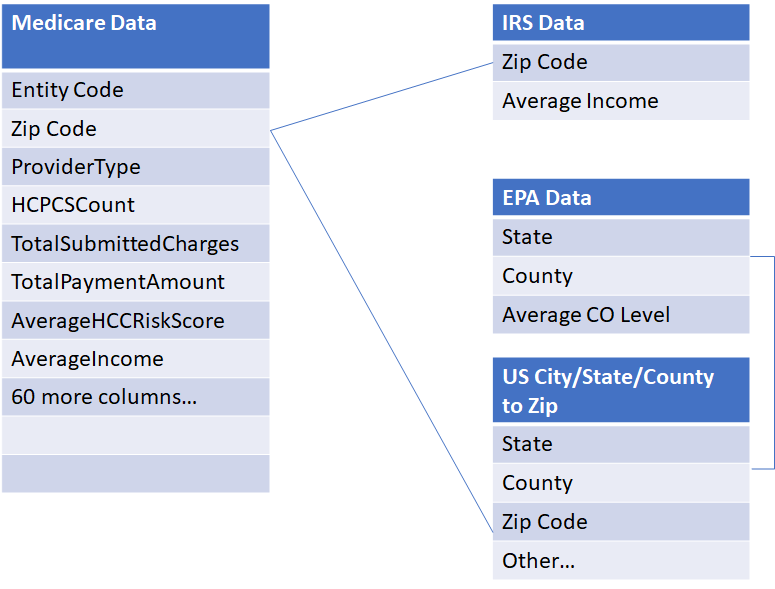 Medicare Data
Entity Code
Zip Code
ProviderType
HCPCSCount
TotalSubmittedCharges
TotalPaymentAmount
AverageHCCRiskScore
AverageIncome
60 more columns...
IRS Data
Zip Code
Average Income
EPA Data
State
County
Average CO Level
US City/State/County
to Zip
State
County
Zip Code
Other...